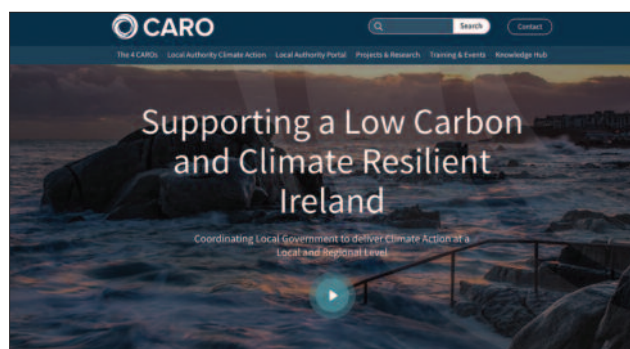 CARO
Search
Contact
The 4 CAROs Local Authority Climate Action Local Authority Portal Projects & Research Training & Events Knowledge Hub
Supporting a Low Carbon
and Climate Resilient
Ireland
Coordinating Local Government to deliver Climate Action at a
Local and Regional Level